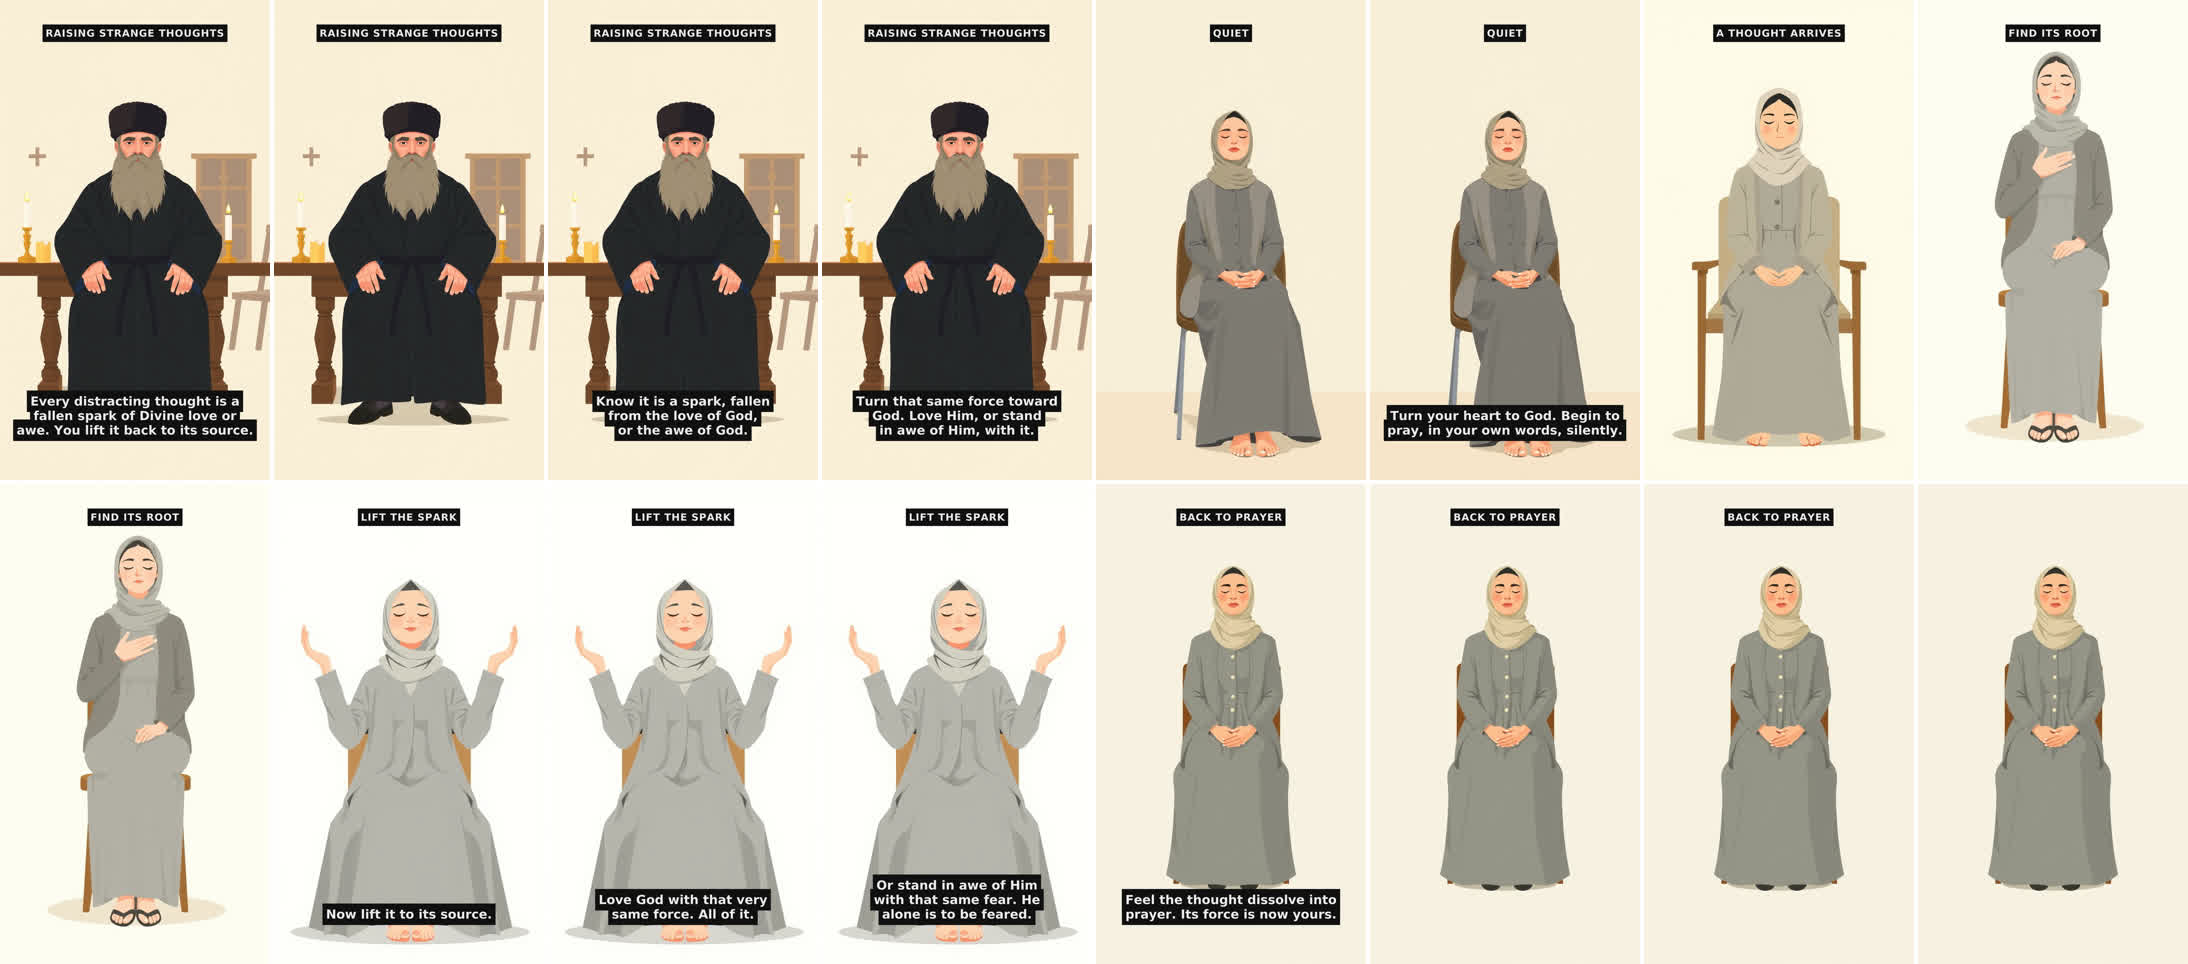 RAISING STRANGE THOUGHTS
Every distracting thought is a
fallen spark of Divine love or
awe. You lift it back to its source.
RAISING STRANGE THOUGHTS
RAISING STRANGE THOUGHTS
Know it is a spark, fallen
from the love of God,
or the awe of God.
RAISING STRANGE THOUGHTS
Turn that same force toward
God. Love Him, or stand
in awe of Him, with it.
QUIET
QUIET
Turn your heart to God. Begin to
pray, in your own words, silently.
A THOUGHT ARRIVES
FIND ITS ROOT
FIND ITS ROOT
LIFT THE SPARK
Now lift it to its source.
LIFT THE SPARK
Love God with that very
same force. All of it.
LIFT THE SPARK
Or stand in awe of Him
with that same fear. He
alone is to be feared.
BACK TO PRAYER
Feel the thought dissolve into
prayer. Its force is now yours.
BACK TO PRAYER
BACK TO PRAYER